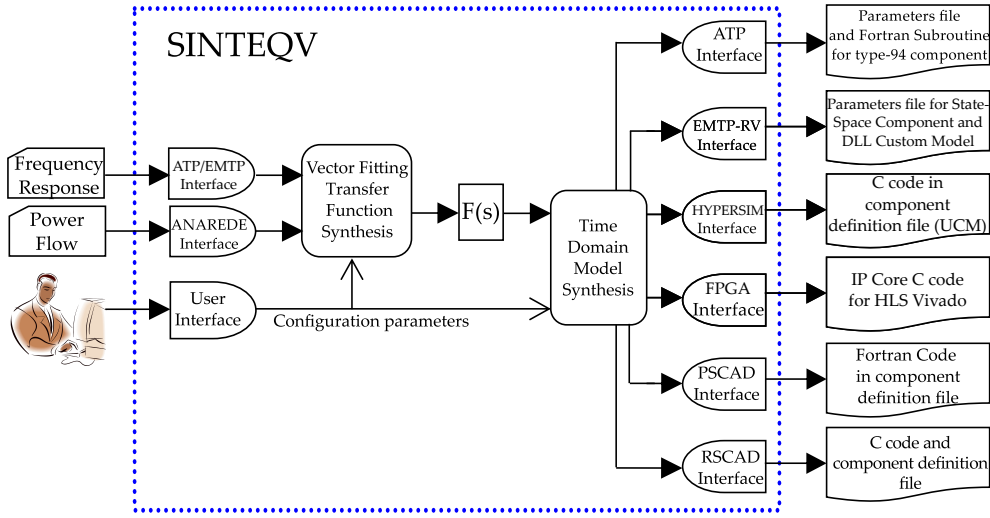 SINTEQV
Frequency
Response
Power
Flow
ATP/EMTP
Interface
ANAREDE
Interface
User
Interface
Vector Fitting
Transfer
Function
Synthesis
Configuration parameters
F(s)
Time
Domain
Model
Synthesis
ATP
Interface
EMTP-RV
Interface
HYPERSIM
Interface
FPGA
Interface
PSCAD
Interface
RSCAD
Interface
Parameters file
and Fortran Subroutine
for type-94 component
Parameters file for State-
Space Component and
DLL Custom Model
C code in
component
definition file (UCM)
IP Core C code
for HLS Vivado
Fortran Code
in component
definition file
C code and
component definition
file